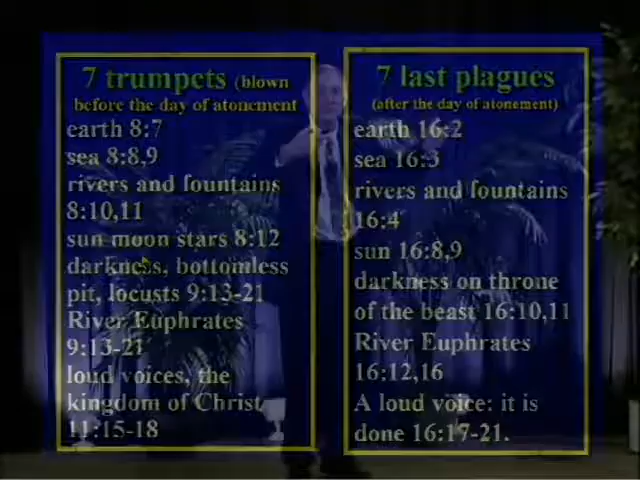 7 trumpets (blown
before the day of atonement
earth 8:7
sea 8:8,9
rivers and fountains
8:10,11
sun moon stars 8:12
darkness, bottomless
pit, locusts 9:13-21
River Euphrates
9:13-21
loud voices, the
kingdom of Christ
11:15-18
7 last plagues
(after the day of atonement)
earth 16:2
sea 16:3
rivers and fountains
16:4
sun 16:8,9
darkness on throne
of the beast 16:10,11
River Euphrates
16:12,16
A loud voice: it is
done 16:17-21.